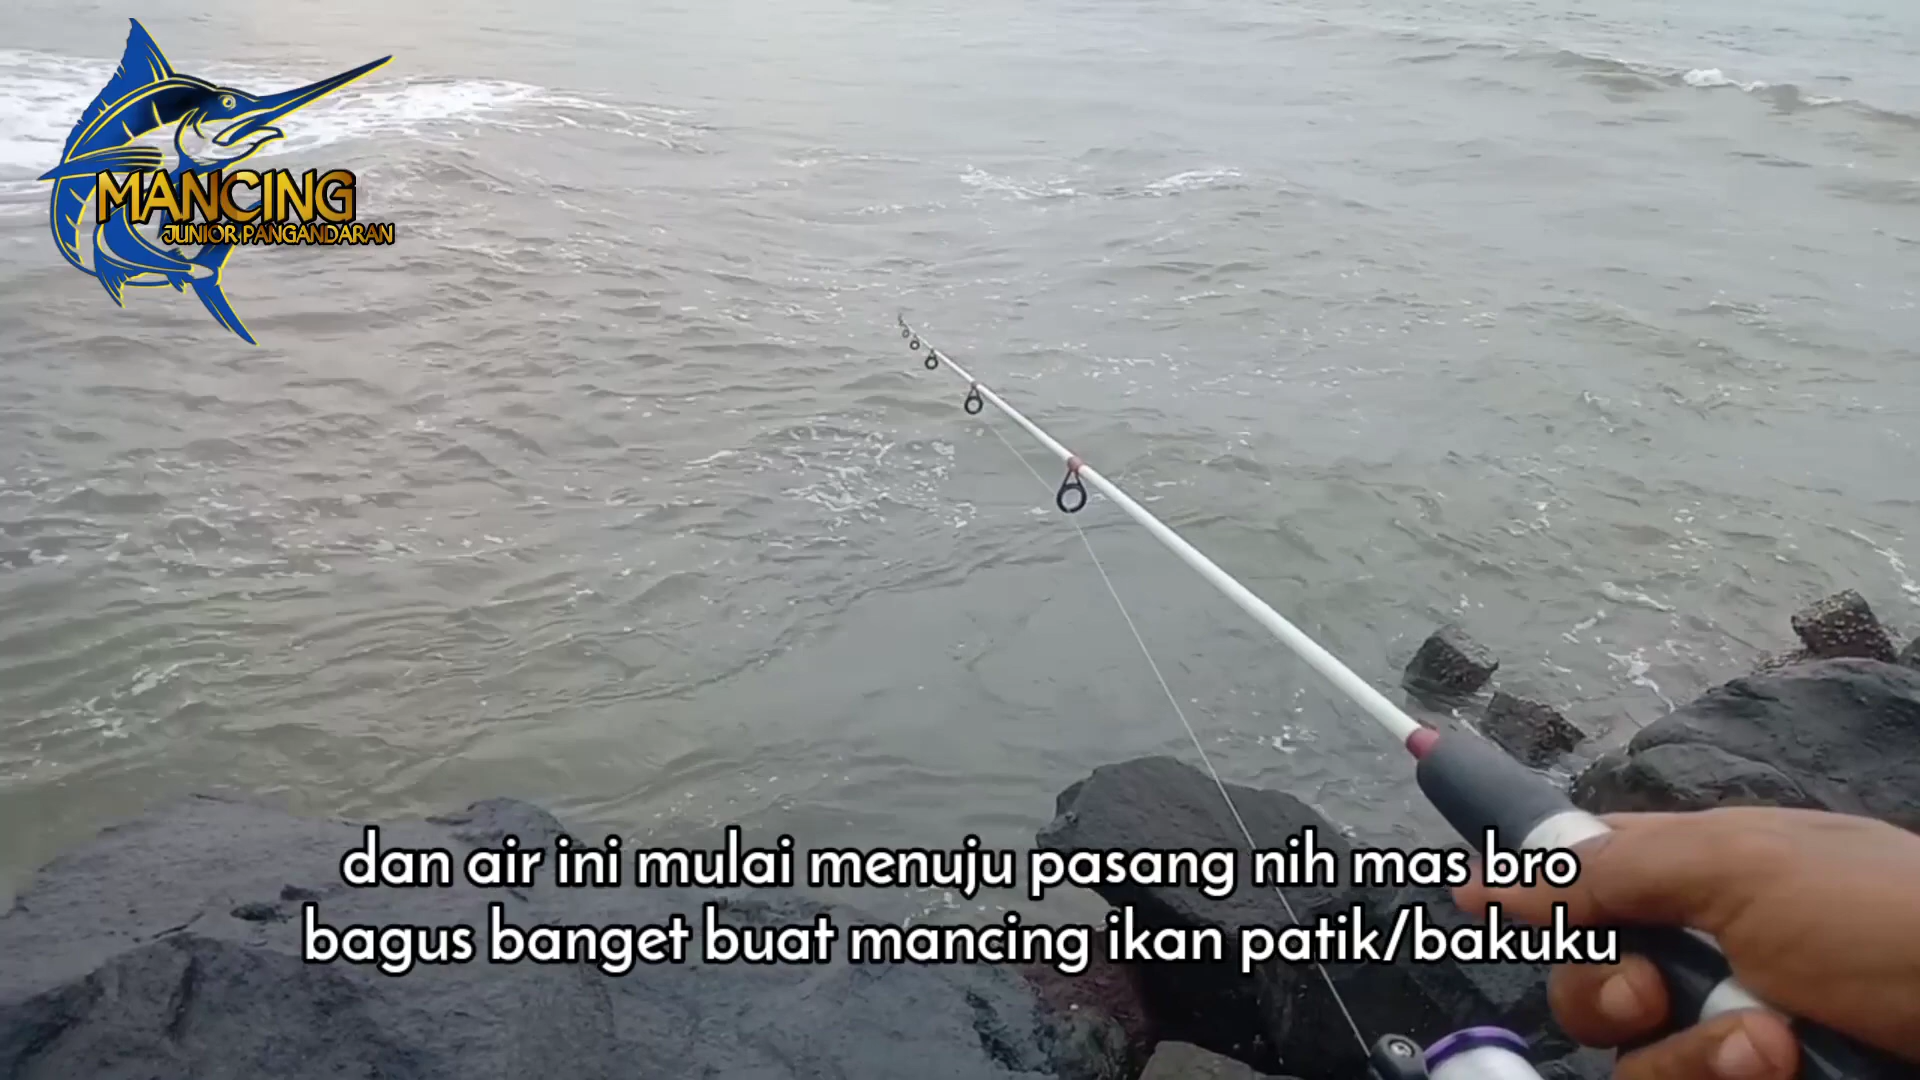 MANCING
JUNIOR PANGANDARAN
dan air ini mulai menuju pasang nih mas bro
bagus banget buat mancing ikan patik/bakuku